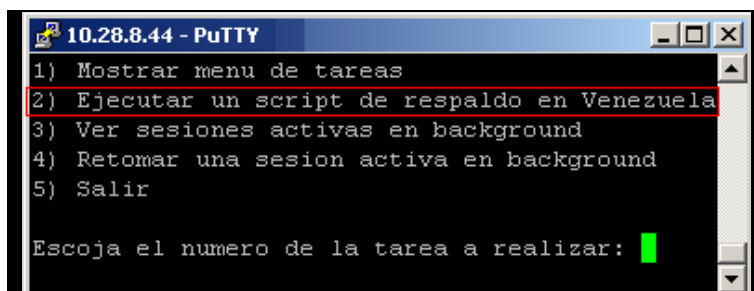 10.28.8.44 - PuTTY
1) Mostrar menu de tareas
2) Ejecutar un script de respaldo en Venezuela
3) Ver sesiones activas en background
4) Retomar una sesion activa en background
5) Salir
Escoja el numero de la tarea a realizar: